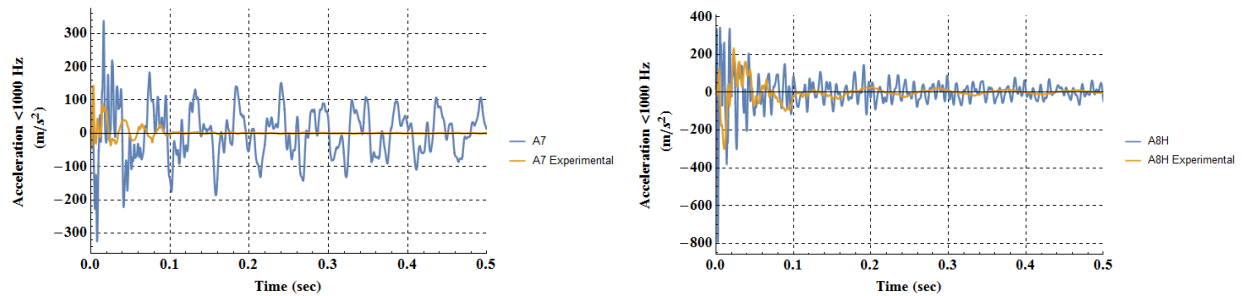 Acceleration <1000 Hz
(m/s²)
300
200
100
0
−100
−200
−300
0.0 0.1 0.2 0.3 0.4 0.5
Time (sec)
A7
A7 Experimental
Acceleration <1000 Hz
(m/s²)
400
200
0
−200
−400
−600
−800
0.0 0.1 0.2 0.3 0.4 0.5
Time (sec)
A8H
A8H Experimental